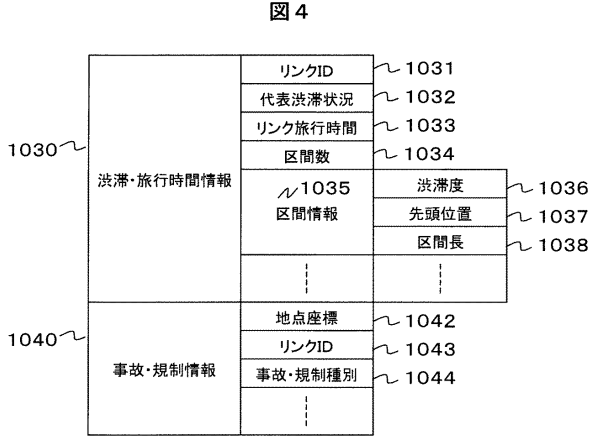 図4
リンクID
1031
代表渋滞状況
1032
リンク旅行時間
1033
区間数
1034
1030
渋滞・旅行時間情報
1035
区間情報
渋滞度
1036
先頭位置
1037
区間長
1038
1040
事故・規制情報
地点座標
1042
リンクID
1043
事故・規制種別
1044